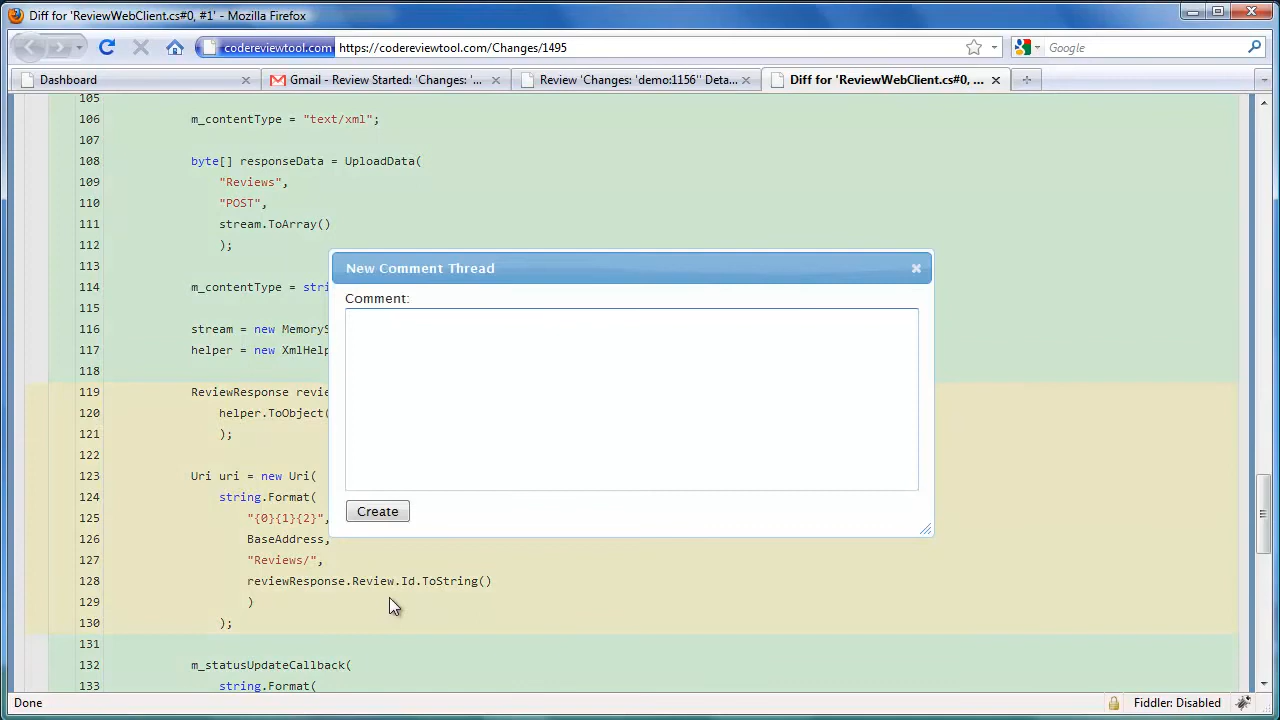 Diff for 'ReviewWebClient.cs#0, #1' - Mozilla Firefox
codereviewtool.com https://codereviewtool.com/Changes/1495 Google
Dashboard Gmail - Review Started: 'Changes: '... Review 'Changes: 'demo:1156'' Deta... Diff for 'ReviewWebClient.cs#0, ...
105
106 m_contentType = "text/xml";
107
108 byte[] responseData = UploadData(
109 "Reviews",
110 "POST",
111 stream.ToArray()
112 );
113
New Comment Thread
114 m_contentType = stri
Comment:
115
116 stream = new MemoryS
117 helper = new XmlHelp
118
119 ReviewResponse revie
120 helper.ToObject(
121 );
122
123 Uri uri = new Uri(
124 string.Format(
Create
125 "{0}{1}{2}",
126 BaseAddress,
127 "Reviews/",
128 reviewResponse.Review.Id.ToString()
129 )
130 );
131
132 m_statusUpdateCallback(
133 string.Format(
Done Fiddler: Disabled